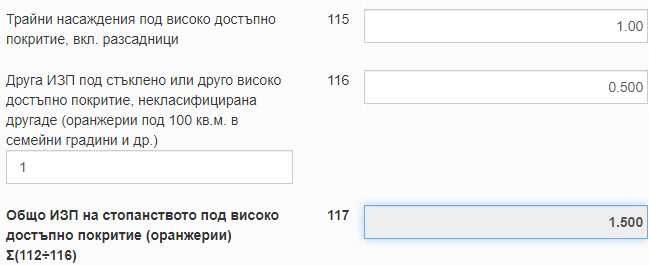 Трайни насаждения под високо достъпно 115 1.00
покритие, вкл. разсадници
Друга ИЗП под стъклено или друго високо 116 0.500
достъпно покритие, некласифицирана
другаде (оранжерии под 100 кв.м. в
семейни градини и др.)
1
Общо ИЗП на стопанството под високо 117 1.500
достъпно покритие (оранжерии)
Σ(112÷116)